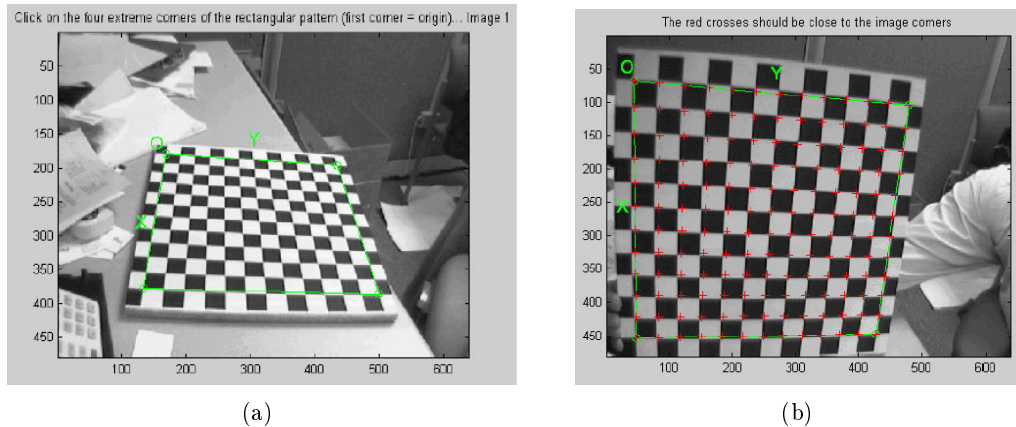 Click on the four extreme corners of the rectangular pattern (first corner = origin)... Image 1
O
Y
X
50
100
150
200
250
300
350
400
450
100 200 300 400 500 600
(a)
The red crosses should be close to the image corners
O
Y
X
50
100
150
200
250
300
350
400
450
100 200 300 400 500 600
(b)